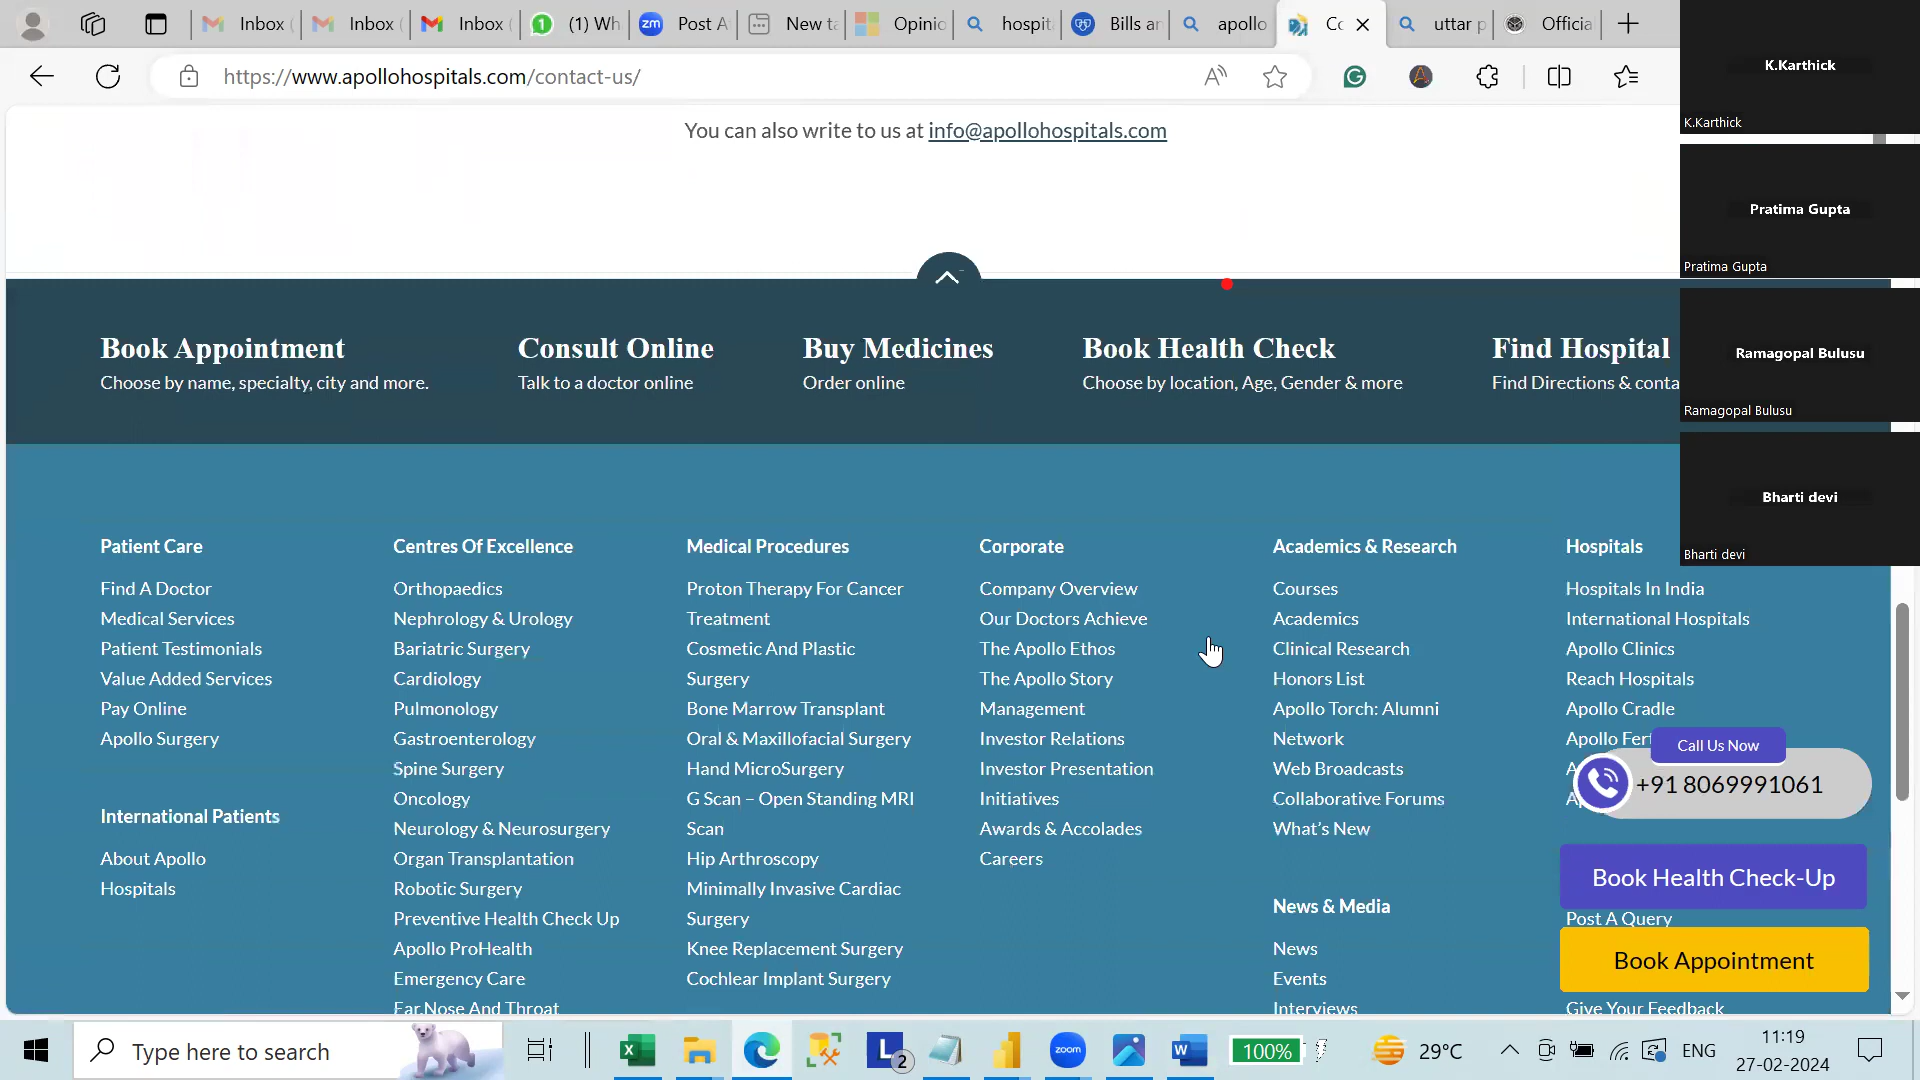 Inbox (
Inbox (
Inbox (
(1) Wh
Post A
New ta
Opinio
hospit
Bills an
apollo
Co
uttar p
Officia
https://www.apollohospitals.com/contact-us/
You can also write to us at info@apollohospitals.com
Book Appointment
Choose by name, specialty, city and more.
Consult Online
Talk to a doctor online
Buy Medicines
Order online
Book Health Check
Choose by location, Age, Gender & more
Find Hospital
Find Directions & conta
K.Karthick
K.Karthick
Pratima Gupta
Pratima Gupta
Ramagopal Bulusu
Ramagopal Bulusu
Bharti devi
Bharti devi
Patient Care
Find A Doctor
Medical Services
Patient Testimonials
Value Added Services
Pay Online
Apollo Surgery
International Patients
About Apollo
Hospitals
Centres Of Excellence
Orthopaedics
Nephrology & Urology
Bariatric Surgery
Cardiology
Pulmonology
Gastroenterology
Spine Surgery
Oncology
Neurology & Neurosurgery
Organ Transplantation
Robotic Surgery
Preventive Health Check Up
Apollo ProHealth
Emergency Care
Ear,Nose And Throat
Medical Procedures
Proton Therapy For Cancer
Treatment
Cosmetic And Plastic
Surgery
Bone Marrow Transplant
Oral & Maxillofacial Surgery
Hand MicroSurgery
G Scan – Open Standing MRI
Scan
Hip Arthroscopy
Minimally Invasive Cardiac
Surgery
Knee Replacement Surgery
Cochlear Implant Surgery
Corporate
Company Overview
Our Doctors Achieve
The Apollo Ethos
The Apollo Story
Management
Investor Relations
Investor Presentation
Initiatives
Awards & Accolades
Careers
Academics & Research
Courses
Academics
Clinical Research
Honors List
Apollo Torch: Alumni
Network
Web Broadcasts
Collaborative Forums
What's New
News & Media
News
Events
Interviews
Hospitals
Hospitals In India
International Hospitals
Apollo Clinics
Reach Hospitals
Apollo Cradle
Apollo Fert
Call Us Now
+91 8069991061
Book Health Check-Up
Post A Query
Book Appointment
Give Your Feedback
Type here to search
L 2
zoom
100%
29°C
ENG
11:19
27-02-2024